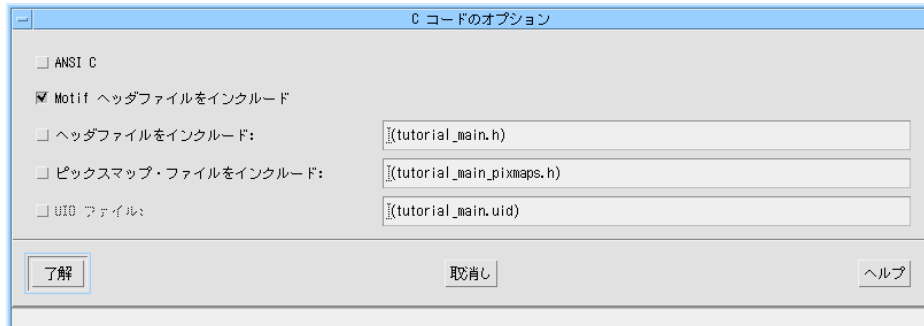 C コードのオプション
ANSI C
Motif ヘッダファイルをインクルード
ヘッダファイルをインクルード: (tutorial_main.h)
ピックスマップ・ファイルをインクルード: (tutorial_main_pixmaps.h)
UID ファイル: (tutorial_main.uid)
了解 取消し ヘルプ